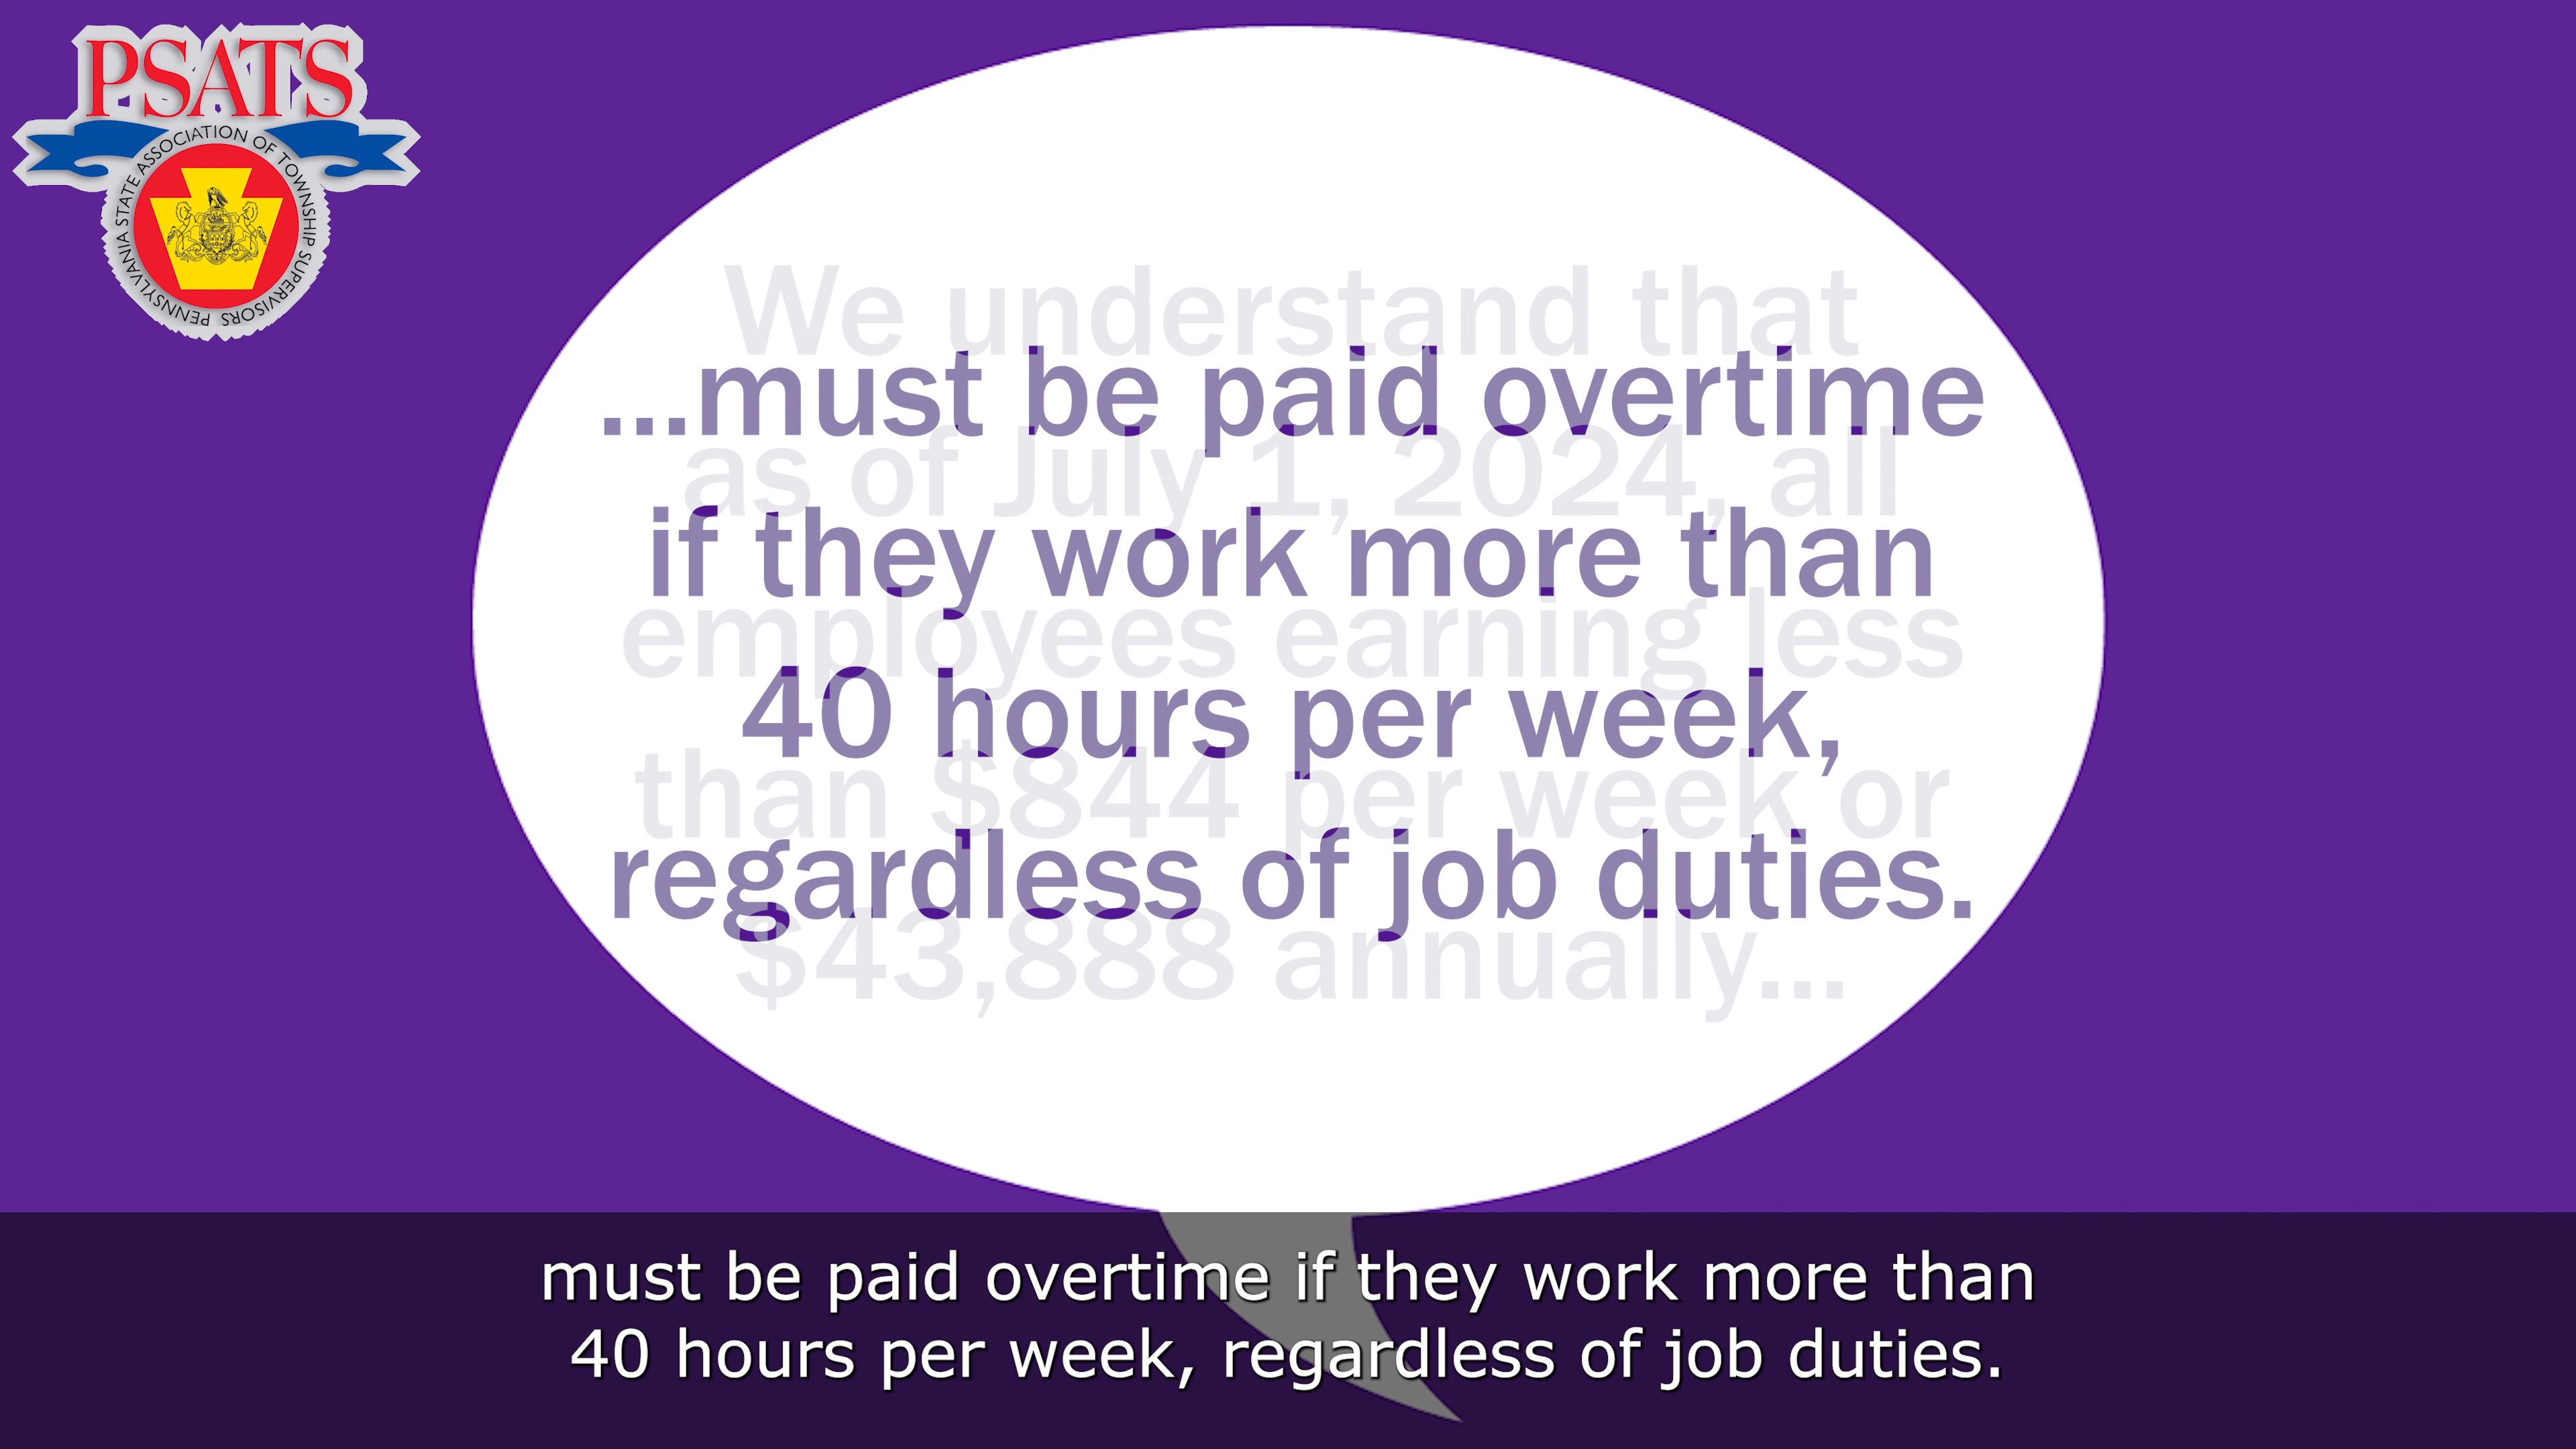 PSATS
PENNSYLVANIA STATE ASSOCIATION OF TOWNSHIP SUPERVISORS
We understand that
as of July 1, 2024, all
employees earning less
than $844 per week or
$43,888 annually...
...must be paid overtime
if they work more than
40 hours per week,
regardless of job duties.
must be paid overtime if they work more than
40 hours per week, regardless of job duties.